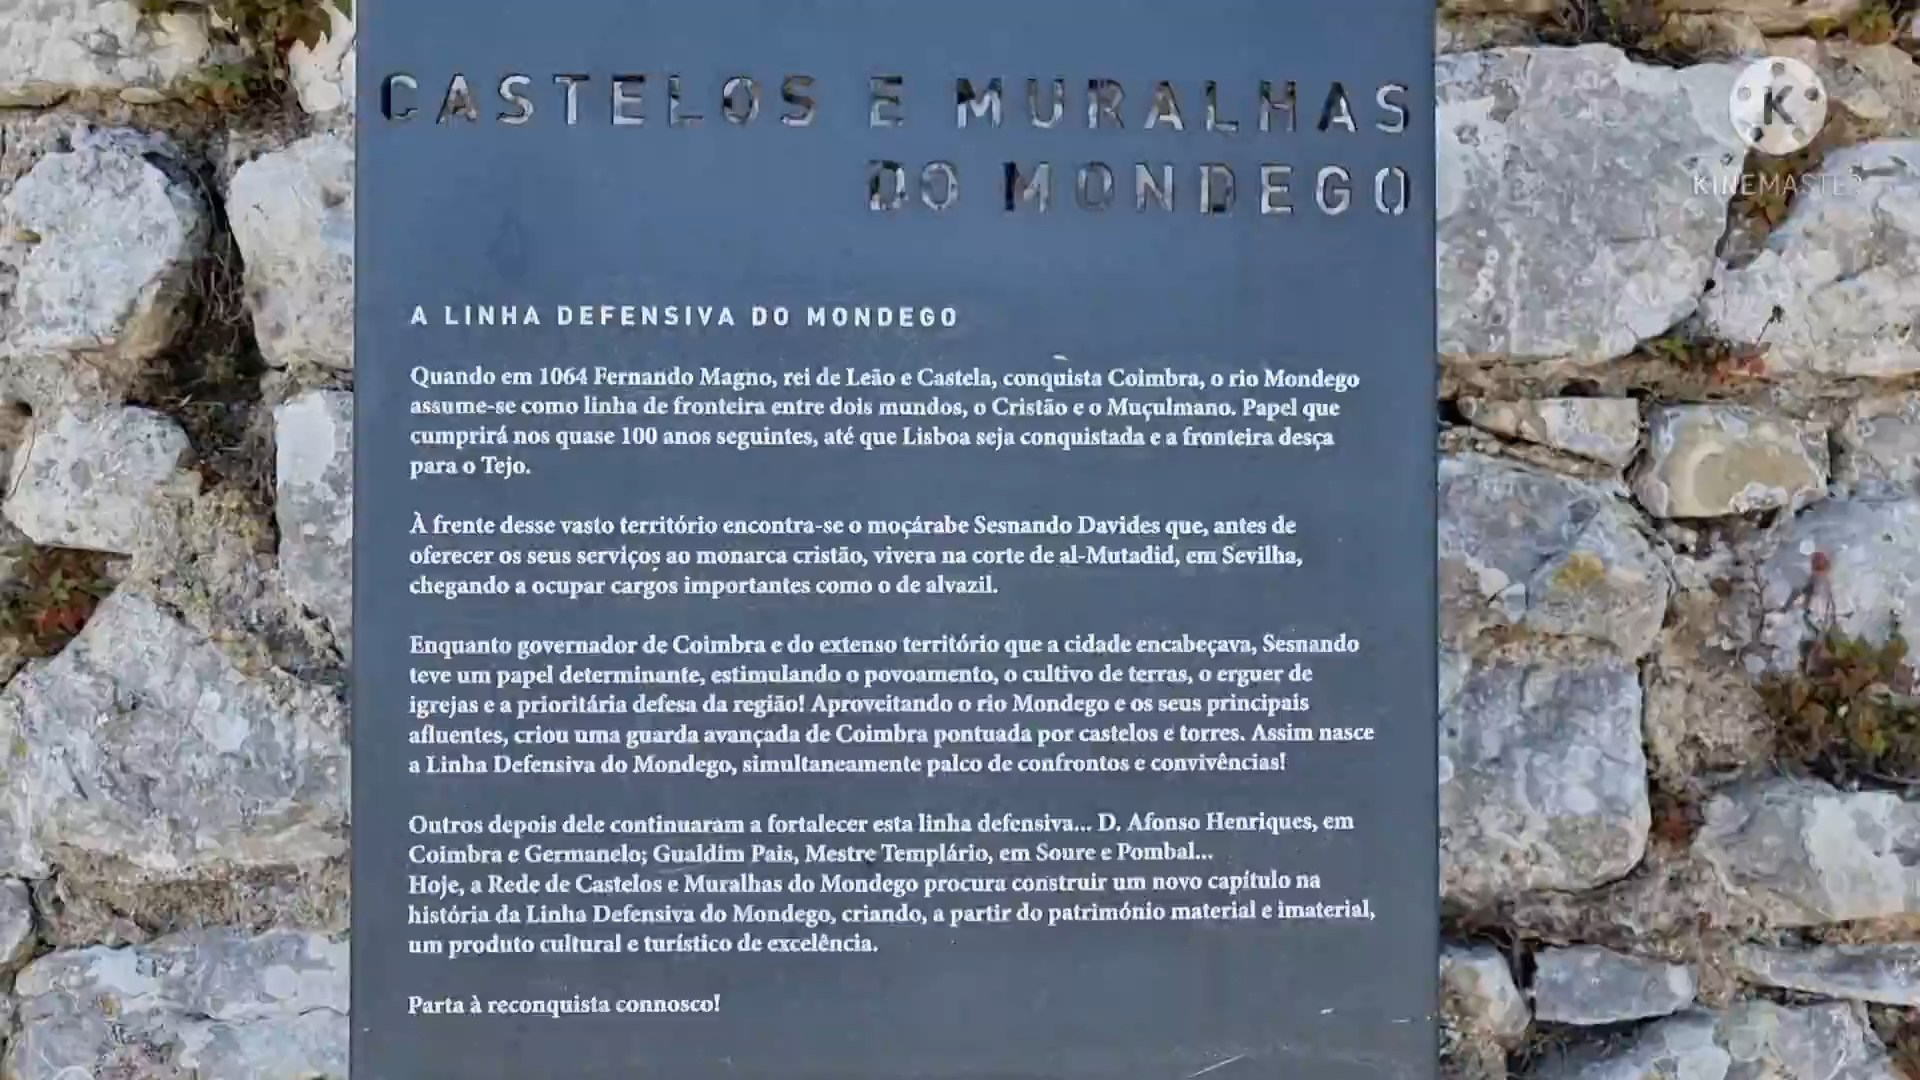 CASTELOS E MURALHAS
DO MONDEGO
K
KINEMASTER
A LINHA DEFENSIVA DO MONDEGO
Quando em 1064 Fernando Magno, rei de Leão e Castela, conquista Coimbra, o rio Mondego
assume-se como linha de fronteira entre dois mundos, o Cristão e o Muçulmano. Papel que
cumprirá nos quase 100 anos seguintes, até que Lisboa seja conquistada e a fronteira desça
para o Tejo.
À frente desse vasto território encontra-se o moçárabe Sesnando Davides que, antes de
oferecer os seus serviços ao monarca cristão, vivera na corte de al-Mutadid, em Sevilha,
chegando a ocupar cargos importantes como o de alvazil.
Enquanto governador de Coimbra e do extenso território que a cidade encabeçava, Sesnando
teve um papel determinante, estimulando o povoamento, o cultivo de terras, o erguer de
igrejas e a prioritária defesa da região! Aproveitando o rio Mondego e os seus principais
afluentes, criou uma guarda avançada de Coimbra pontuada por castelos e torres. Assim nasce
a Linha Defensiva do Mondego, simultaneamente palco de confrontos e convivências!
Outros depois dele continuaram a fortalecer esta linha defensiva... D. Afonso Henriques, em
Coimbra e Germanelo; Gualdim Pais, Mestre Templário, em Soure e Pombal...
Hoje, a Rede de Castelos e Muralhas do Mondego procura construir um novo capítulo na
história da Linha Defensiva do Mondego, criando, a partir do património material e imaterial,
um produto cultural e turístico de excelência.
Parta à reconquista connosco!